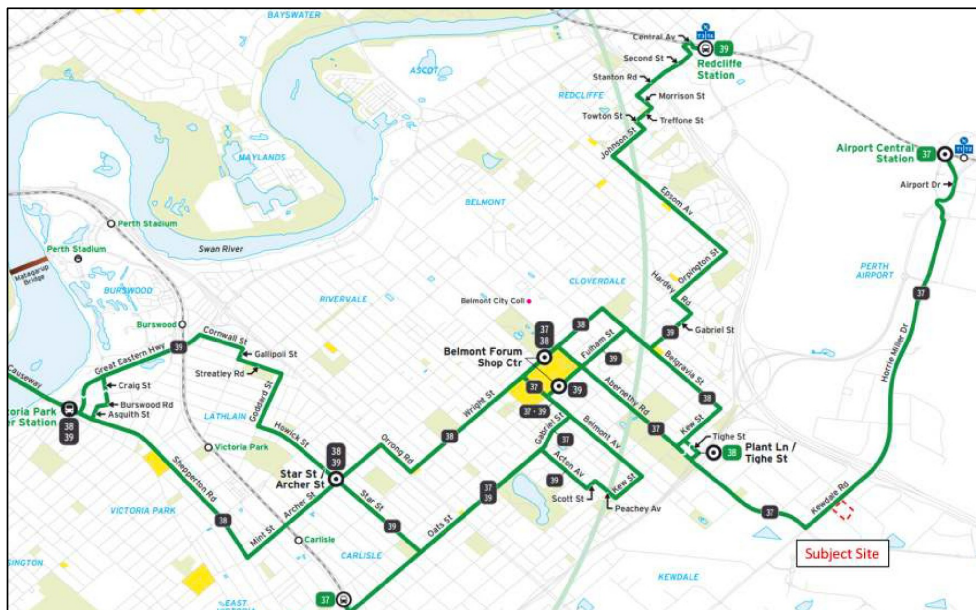 BAYSWATER
ASCOT
Central Av
Second St
Stanton Rd
REDCLIFFE
Morrison St
Towton St
Treffone St
Johnson St
39
Redcliffe
Station
Airport Central
Station
37
Airport Dr
MAYLANDS
BELMONT
Epsom Av
Perth Stadium
Perth Stadium
Swan River
Matagarup
Bridge
BURSWOOD
RIVERVALE
CLOVERDALE
Orpington St
Hardey Rd
PERTH
AIRPORT
37
Horrie Miller Dr
Belmont City Coll
Burswood
Cornwall St
39
Great Eastern Hwy
Gallipoli St
Streatley Rd
Gabriel St
39
38
37
38
Belmont Forum
Shop Ctr
39
Fulham St
39
Belgravia St
38
Causeway
Craig St
Burswood Rd
Asquith St
38
39
LATHLAIN
Goddard St
Howick St
Wright St
37
37 • 39
Abernethy Rd
37
Kew St
Tighe St
Plant Ln /
Tighe St
38
Victoria Park
38
39
Star St /
Archer St
Orrong Rd
38
Gabriel St
37
Belmont Av
Acton Av
39
Kew St
Scott St
Peachey Av
Shepperton Rd
VICTORIA PARK
38
Mint St
Archer St
Star St
39
37
39
Oats St
37
Kewdale Rd
Carlisle
CARLISLE
KEWDALE
Subject Site
37
EAST